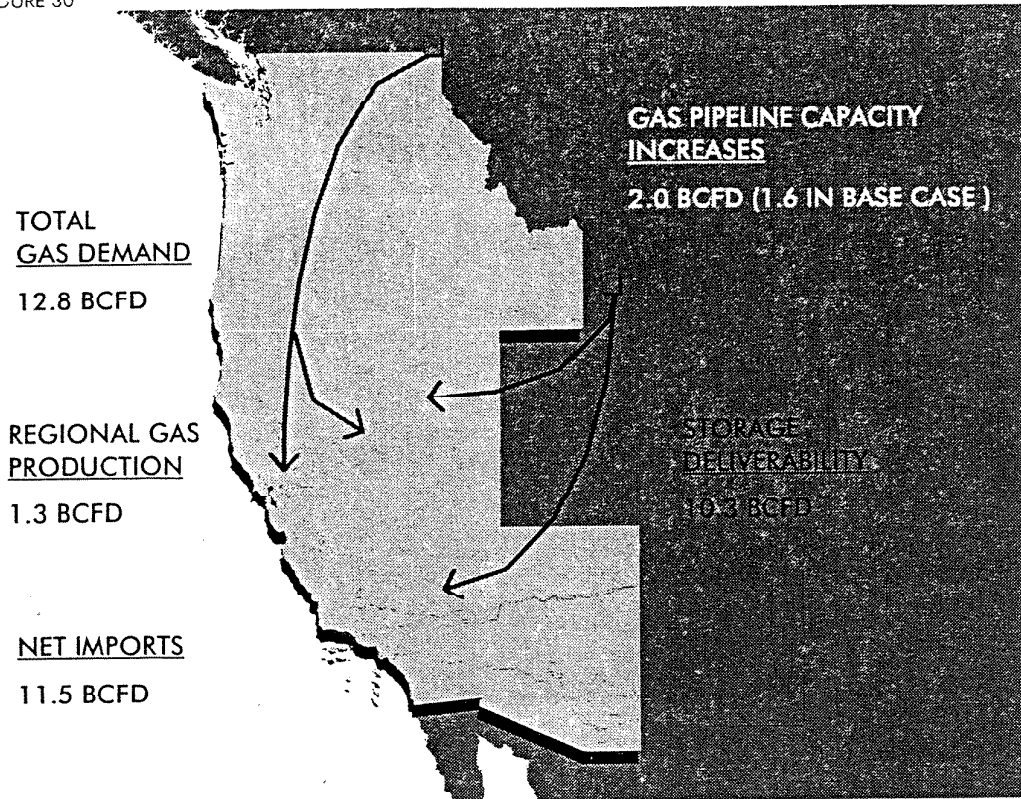 GAS PIPELINE CAPACITY
INCREASES
2.0 BCFD (1.6 IN BASE CASE )
TOTAL
GAS DEMAND
12.8 BCFD
REGIONAL GAS
PRODUCTION
1.3 BCFD
STORAGE
DELIVERABILITY
10.3 BCFD
NET IMPORTS
11.5 BCFD